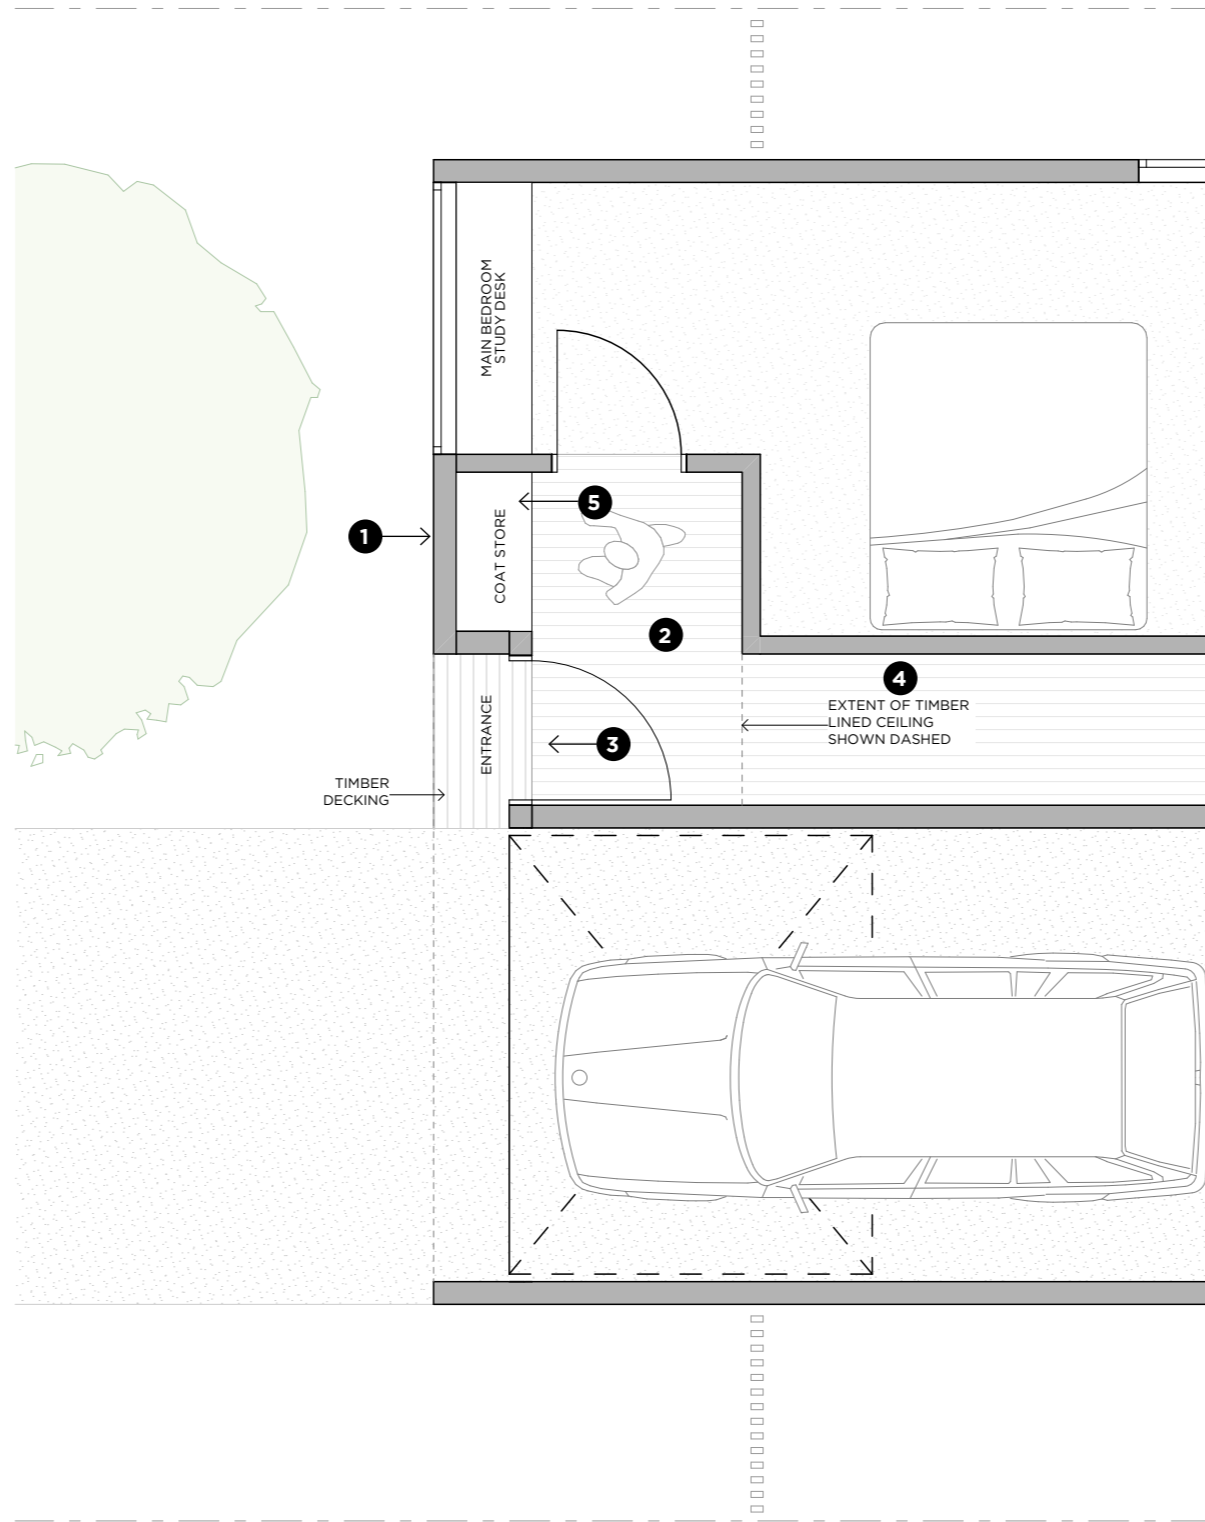 MAIN BEDROOM
STUDY DESK
1
5
COAT STORE
2
4
EXTENT OF TIMBER
LINED CEILING
SHOWN DASHED
ENTRANCE
3
TIMBER
DECKING